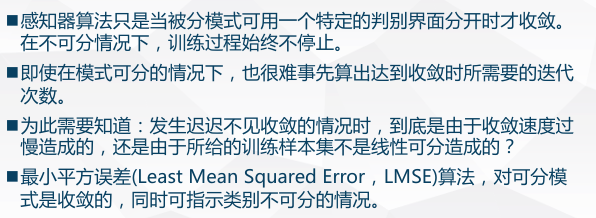 ■感知器算法只是当被分模式可用一个特定的判别界面分开时才收敛。
在不可分情况下，训练过程始终不停止。
■即使在模式可分的情况下，也很难事先算出达到收敛时所需要的迭代
次数。
■为此需要知道：发生迟迟不见收敛的情况时，到底是由于收敛速度过
慢造成的，还是由于所给的训练样本集不是线性可分造成的？
■最小平方误差(Least Mean Squared Error，LMSE)算法，对可分模
式是收敛的，同时可指示类别不可分的情况。